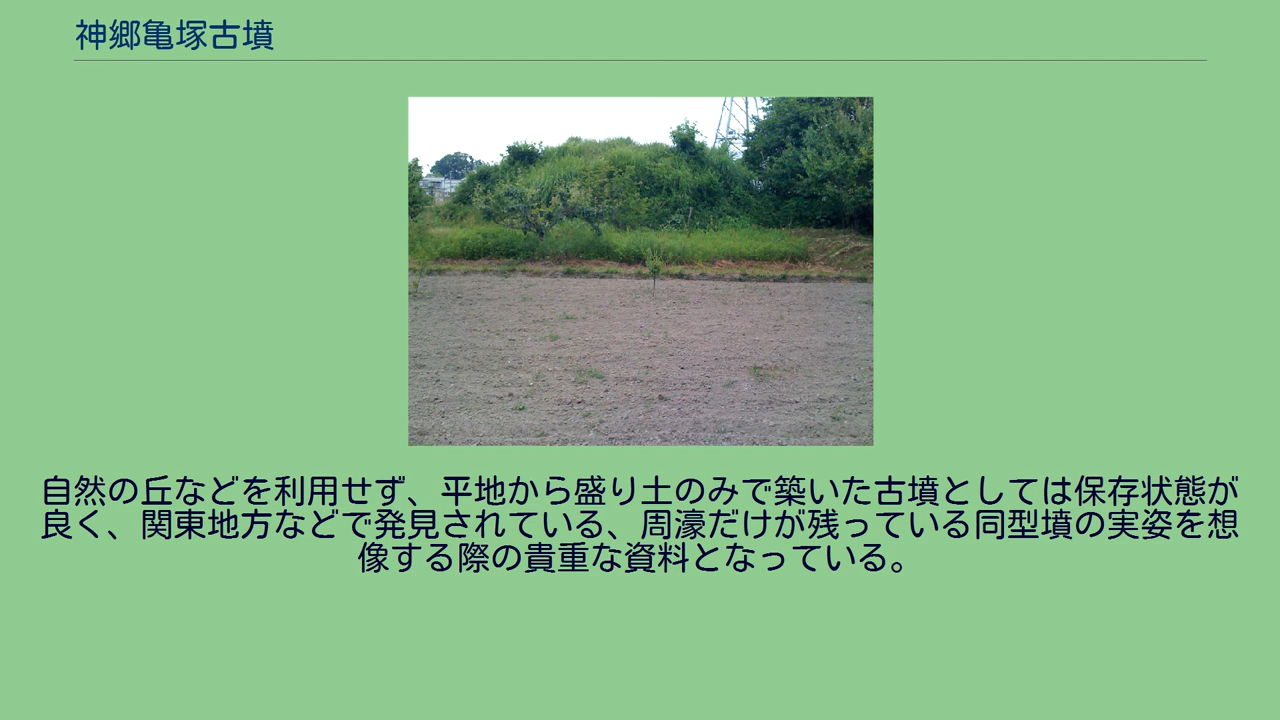 神郷亀塚古墳
自然の丘などを利用せず、平地から盛り土のみで築いた古墳としては保存状態が
良く、関東地方などで発見されている、周濠だけが残っている同型墳の実姿を想
像する際の貴重な資料となっている。